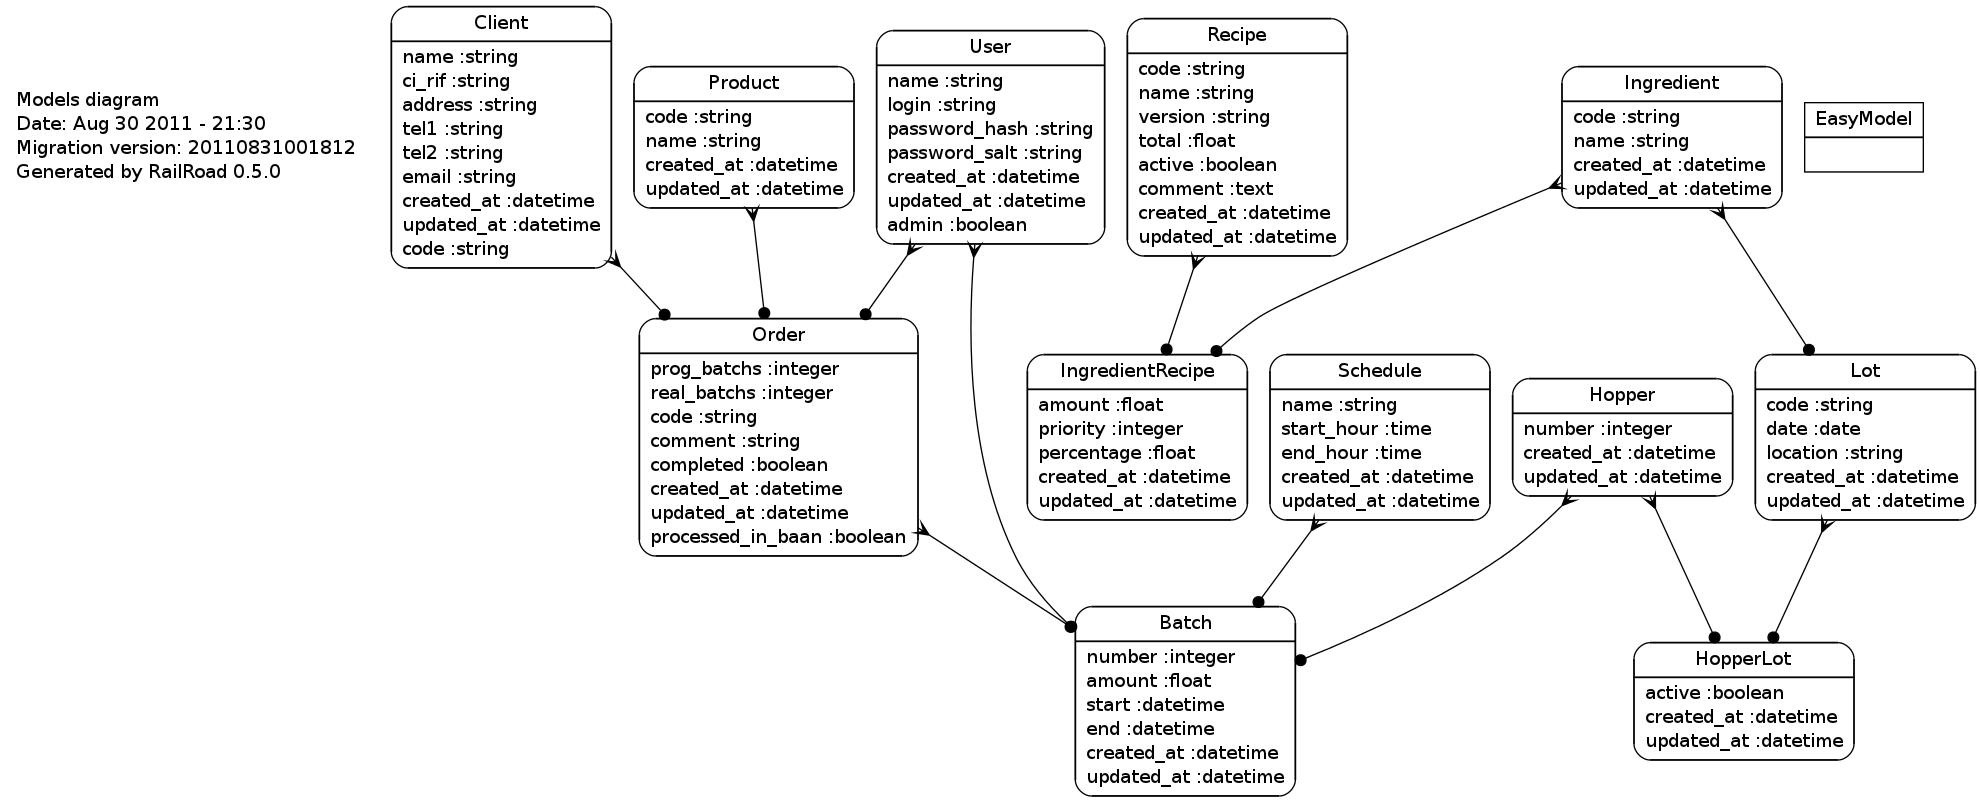 Models diagram
Date: Aug 30 2011 - 21:30
Migration version: 20110831001812
Generated by RailRoad 0.5.0
Client
name :string
ci_rif :string
address :string
tel1 :string
tel2 :string
email :string
created_at :datetime
updated_at :datetime
code :string
Product
code :string
name :string
created_at :datetime
updated_at :datetime
User
name :string
login :string
password_hash :string
password_salt :string
created_at :datetime
updated_at :datetime
admin :boolean
Recipe
code :string
name :string
version :string
total :float
active :boolean
comment :text
created_at :datetime
updated_at :datetime
Ingredient
code :string
name :string
created_at :datetime
updated_at :datetime
EasyModel
Order
prog_batchs :integer
real_batchs :integer
code :string
comment :string
completed :boolean
created_at :datetime
updated_at :datetime
processed_in_baan :boolean
IngredientRecipe
amount :float
priority :integer
percentage :float
created_at :datetime
updated_at :datetime
Schedule
name :string
start_hour :time
end_hour :time
created_at :datetime
updated_at :datetime
Hopper
number :integer
created_at :datetime
updated_at :datetime
Lot
code :string
date :date
location :string
created_at :datetime
updated_at :datetime
Batch
number :integer
amount :float
start :datetime
end :datetime
created_at :datetime
updated_at :datetime
HopperLot
active :boolean
created_at :datetime
updated_at :datetime